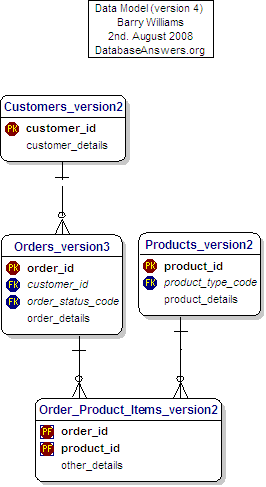 Data Model (version 4)
Barry Williams
2nd. August 2008
DatabaseAnswers.org
Customers_version2
PK customer_id
customer_details
Orders_version3
PK order_id
FK customer_id
FK order_status_code
order_details
Products_version2
PK product_id
FK product_type_code
product_details
Order_Product_Items_version2
PF order_id
PF product_id
other_details